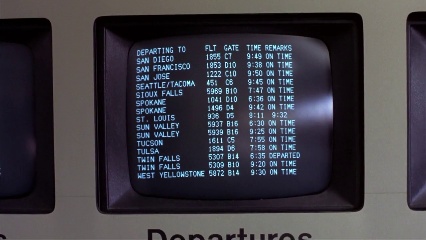 DEPARTING TO FLT GATE TIME REMARKS
SAN DIEGO 1855 C7 9:49 ON TIME
SAN FRANCISCO 1853 D10 9:38 ON TIME
SAN JOSE 1222 C10 9:50 ON TIME
SEATTLE/TACOMA 451 C6 9:45 ON TIME
SIOUX FALLS 5969 B10 7:47 ON TIME
SPOKANE 1041 D10 6:36 ON TIME
SPOKANE 1496 D4 9:42 ON TIME
ST. LOUIS 936 D5 8:11 9:32
SUN VALLEY 5937 B16 6:30 ON TIME
SUN VALLEY 5939 B16 9:25 ON TIME
TUCSON 1611 C5 7:55 ON TIME
TULSA 1894 D6 7:58 ON TIME
TWIN FALLS 5307 B14 6:35 DEPARTED
TWIN FALLS 5309 B10 9:20 ON TIME
WEST YELLOWSTONE 5872 B14 9:30 ON TIME
Departures